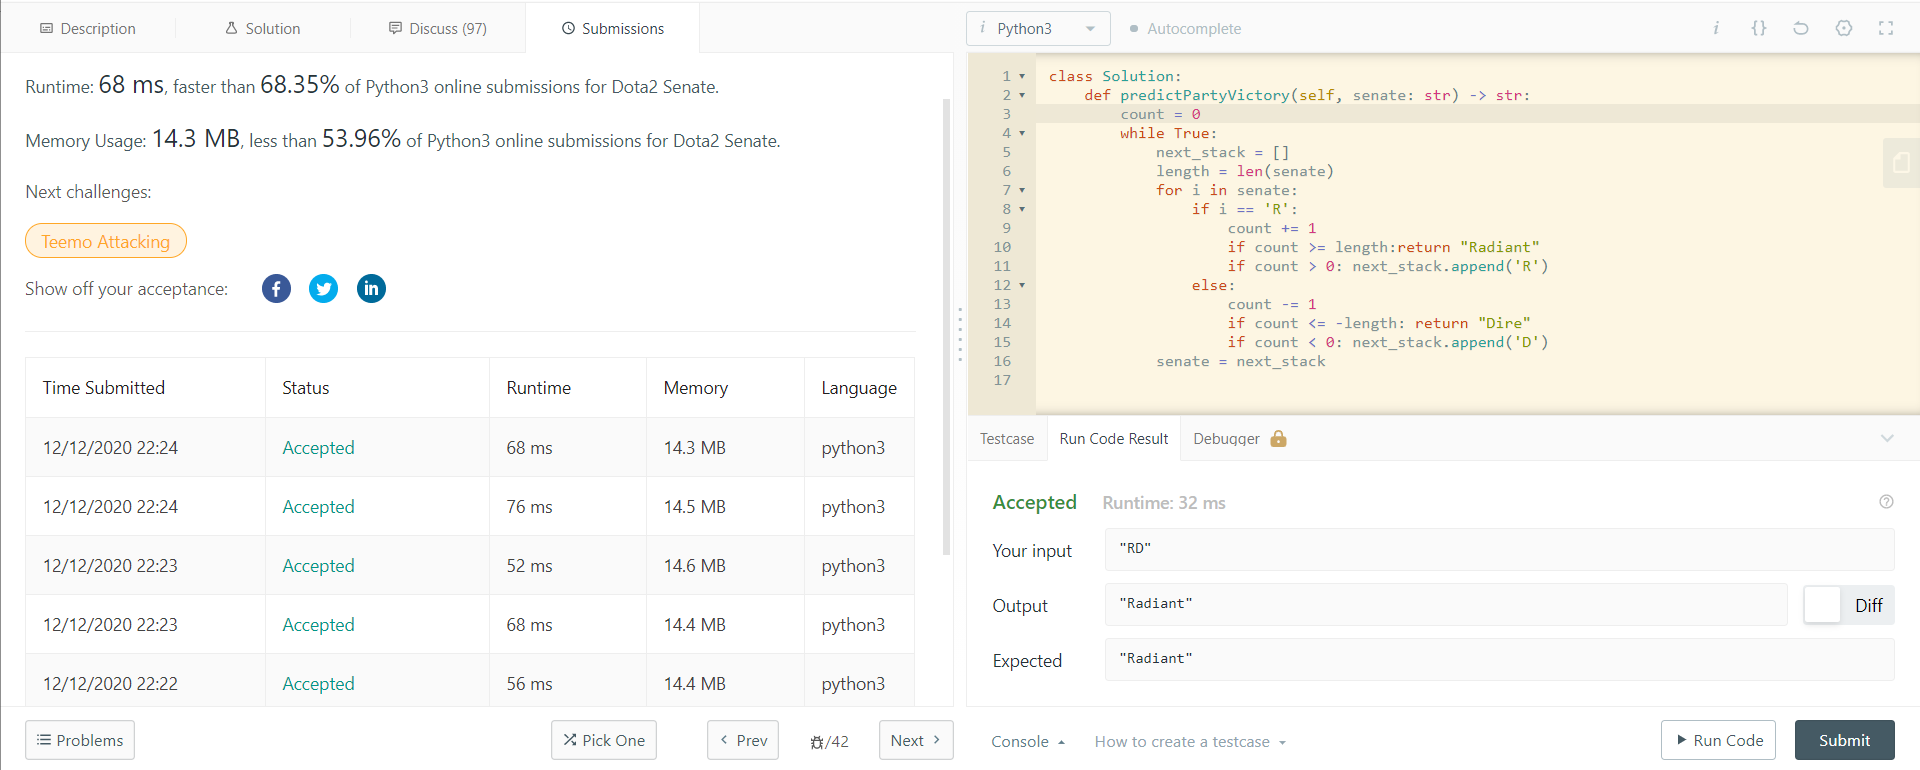 Description
Solution
Discuss (97)
Submissions
Runtime: 68 ms, faster than 68.35% of Python3 online submissions for Dota2 Senate.
Memory Usage: 14.3 MB, less than 53.96% of Python3 online submissions for Dota2 Senate.
Next challenges:
Teemo Attacking
Show off your acceptance:
Time Submitted Status Runtime Memory Language
12/12/2020 22:24 Accepted 68 ms 14.3 MB python3
12/12/2020 22:24 Accepted 76 ms 14.5 MB python3
12/12/2020 22:23 Accepted 52 ms 14.6 MB python3
12/12/2020 22:23 Accepted 68 ms 14.4 MB python3
12/12/2020 22:22 Accepted 56 ms 14.4 MB python3
Problems
Pick One
< Prev
/42
Next >
i Python3
Autocomplete
i {}
1 class Solution:
2     def predictPartyVictory(self, senate: str) -> str:
3         count = 0
4         while True:
5             next_stack = []
6             length = len(senate)
7             for i in senate:
8                 if i == 'R':
9                     count += 1
10                     if count >= length:return "Radiant"
11                     if count > 0: next_stack.append('R')
12                 else:
13                     count -= 1
14                     if count <= -length: return "Dire"
15                     if count < 0: next_stack.append('D')
16             senate = next_stack
17
Testcase
Run Code Result
Debugger
Accepted Runtime: 32 ms
Your input "RD"
Output "Radiant"
Diff
Expected "Radiant"
Console
How to create a testcase
Run Code
Submit